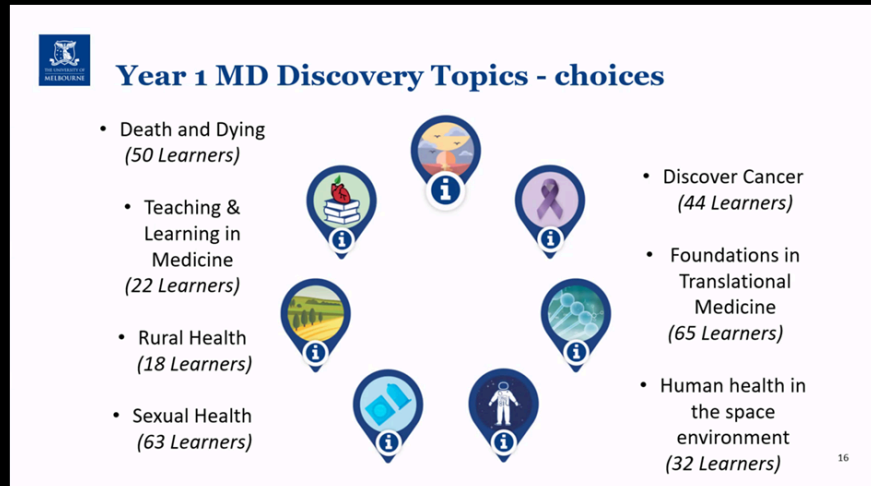 THE UNIVERSITY OF
MELBOURNE
Year 1 MD Discovery Topics - choices
• Death and Dying
(50 Learners)
• Teaching &
Learning in
Medicine
(22 Learners)
• Rural Health
(18 Learners)
• Sexual Health
(63 Learners)
i
i
i
i
i
i
i
• Discover Cancer
(44 Learners)
• Foundations in
Translational
Medicine
(65 Learners)
• Human health in
the space
environment
(32 Learners)
16